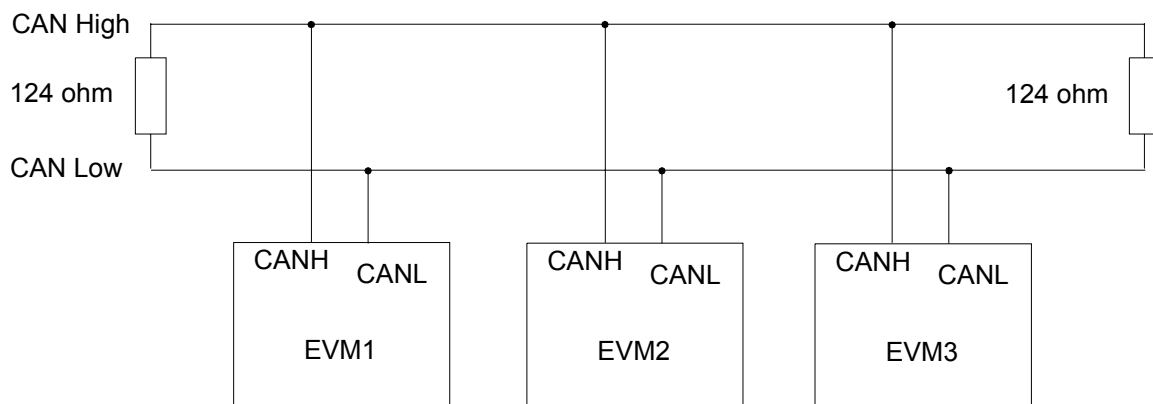 CAN High
124 ohm
124 ohm
CAN Low
CANH
CANL
EVM1
CANH
CANL
EVM2
CANH
CANL
EVM3